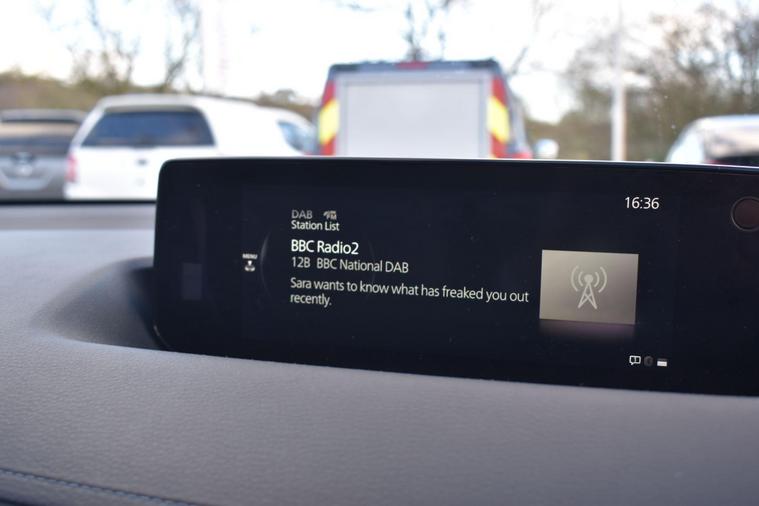 16:36
DAB FM
Station List
BBC Radio2
MENU
12B BBC National DAB
Sara wants to know what has freaked you out
recently.